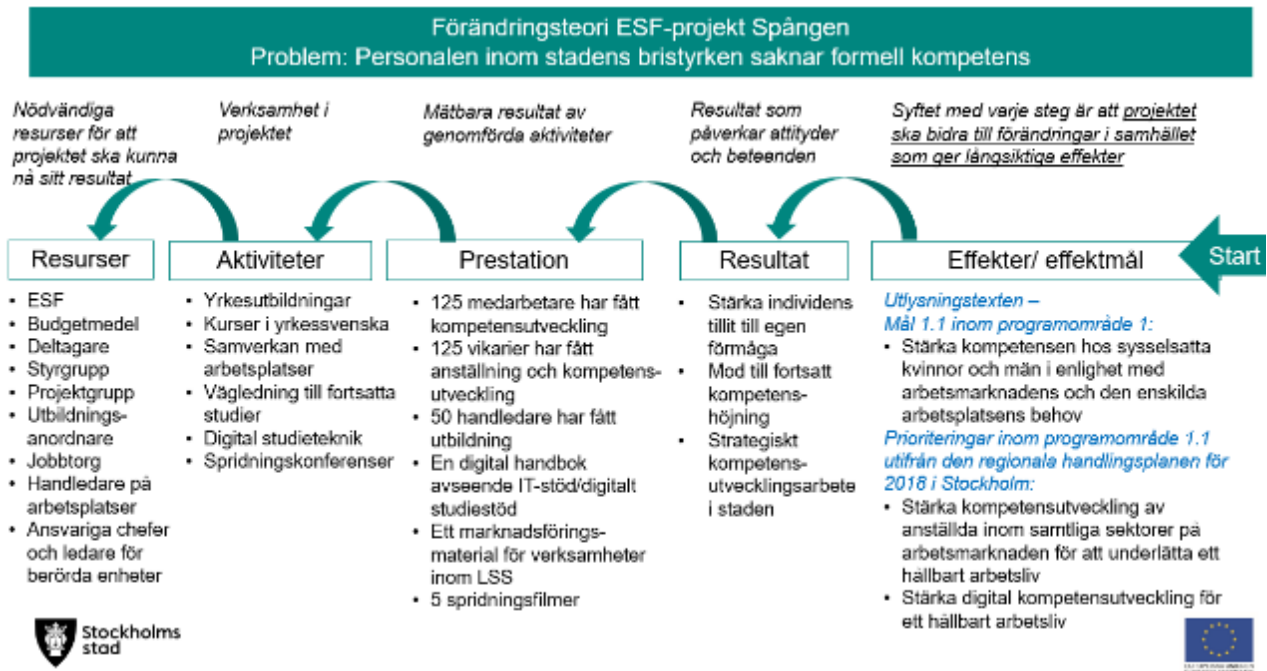 Förändringsteori ESF-projekt Spången
Problem: Personalen inom stadens bristyrken saknar formell kompetens
Nödvändiga
resurser för att
projektet ska kunna
nå sitt resultat
Verksamhet i
projektet
Mätbara resultat av
genomförda aktiviteter
Resultat som
påverkar attityder
och beteenden
Syftet med varje steg är att projektet
ska bidra till förändringar i samhället
som ger långsiktiga effekter
Resurser
Aktiviteter
Prestation
Resultat
Effekter/ effektmål
Start
• ESF
• Budgetmedel
• Deltagare
• Styrgrupp
• Projektgrupp
• Utbildnings-
anordnare
• Jobbtorg
• Handledare på
arbetsplatser
• Ansvariga chefer
och ledare för
berörda enheter
• Yrkesutbildningar
• Kurser i yrkessvenska
• Samverkan med
arbetsplatser
• Vägledning till fortsatta
studier
• Digital studieteknik
• Spridningskonferenser
• 125 medarbetare har fått
kompetensutveckling
• 125 vikarier har fått
anställning och kompetens-
utveckling
• 50 handledare har fått
utbildning
• En digital handbok
avseende IT-stöd/digitalt
studiestöd
• Ett marknadsförings-
material för verksamheter
inom LSS
• 5 spridningsfilmer
• Stärka individens
tillit till egen
förmåga
• Mod till fortsatt
kompetens-
höjning
• Strategiskt
kompetens-
utvecklingsarbete
i staden
Utlysningstexten –
Mål 1.1 inom programområde 1:
• Stärka kompetensen hos sysselsatta
kvinnor och män i enlighet med
arbetsmarknadens och den enskilda
arbetsplatsens behov
Prioriteringar inom programområde 1.1
utifrån den regionala handlingsplanen för
2018 i Stockholm:
• Stärka kompetensutveckling av
anställda inom samtliga sektorer på
arbetsmarknaden för att underlätta ett
hållbart arbetsliv
• Stärka digital kompetensutveckling för
ett hållbart arbetsliv
Stockholms
stad